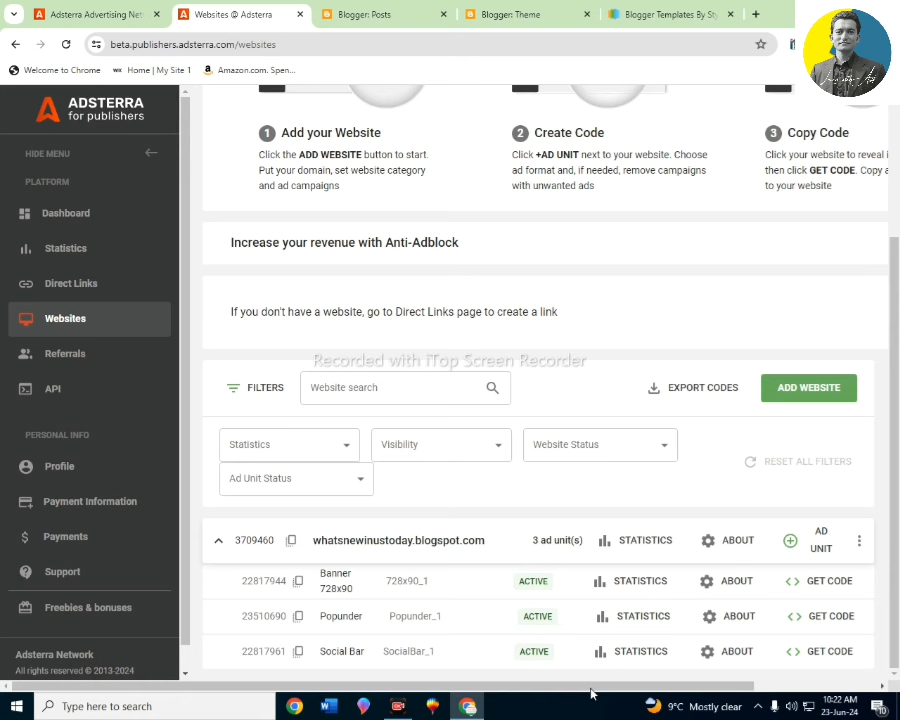 Adsterra Advertising Net
Websites @ Adsterra
Blogger: Posts
Blogger: Theme
Blogger Templates By Sty
beta.publishers.adsterra.com/websites
Welcome to Chrome
Home | My Site 1
Amazon.com. Spen...
ADSTERRA
for publishers
HIDE MENU
PLATFORM
Dashboard
Statistics
Direct Links
Websites
Referrals
API
PERSONAL INFO
Profile
Payment Information
Payments
Support
Freebies & bonuses
Adsterra Network
All rights reserved © 2013-2024
1 Add your Website
Click the ADD WEBSITE button to start.
Put your domain, set website category
and ad campaigns
2 Create Code
Click +AD UNIT next to your website. Choose
ad format and, if needed, remove campaigns
with unwanted ads
3 Copy Code
Click your website to reveal
then click GET CODE. Copy a
to your website
Increase your revenue with Anti-Adblock
If you don't have a website, go to Direct Links page to create a link
Recorded with iTop Screen Recorder
FILTERS
Website search
EXPORT CODES
ADD WEBSITE
Statistics
Visibility
Website Status
Ad Unit Status
RESET ALL FILTERS
3709460 whatsnewinustoday.blogspot.com 3 ad unit(s) STATISTICS ABOUT AD UNIT
22817944 Banner 728x90 728x90_1 ACTIVE STATISTICS ABOUT GET CODE
23510690 Popunder Popunder_1 ACTIVE STATISTICS ABOUT GET CODE
22817961 Social Bar SocialBar_1 ACTIVE STATISTICS ABOUT GET CODE
Type here to search
9°C Mostly clear
10:22 AM
23-Jun-24
10